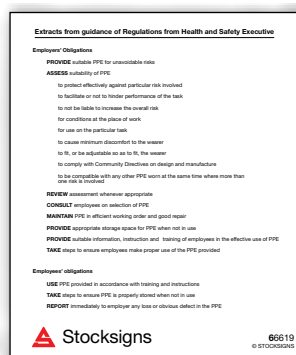 Extracts from guidance of Regulations from Health and Safety Executive
Employers' Obligations
PROVIDE suitable PPE for unavoidable risks
ASSESS suitability of PPE
to protect effectively against particular risk involved
to facilitate or not to hinder performance of the task
to not be liable to increase the overall risk
for conditions at the place of work
for use on the particular task
to cause minimum discomfort to the wearer
to fit, or be adjustable so as to fit, the wearer
to comply with Community Directives on design and manufacture
to be compatible with any other PPE worn at the same time where more than
one risk is involved
REVIEW assessment whenever appropriate
CONSULT employees on selection of PPE
MAINTAIN PPE in efficient working order and good repair
PROVIDE appropriate storage space for PPE when not in use
PROVIDE suitable information, instruction and training of employees in the effective use of PPE
TAKE steps to ensure employees make proper use of the PPE provided
Employees' obligations
USE PPE provided in accordance with training and instructions
TAKE steps to ensure PPE is properly stored when not in use
REPORT immediately to employer any loss or obvious defect in the PPE
Stocksigns
66619
© STOCKSIGNS